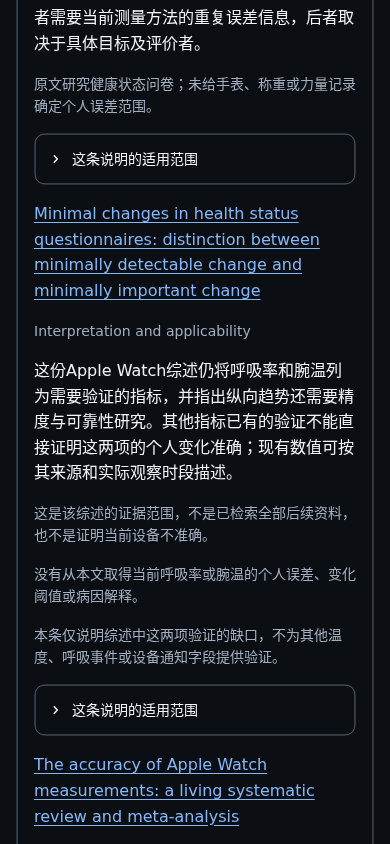 者需要当前测量方法的重复误差信息，后者取
决于具体目标及评价者。
原文研究健康状态问卷；未给手表、称重或力量记录
确定个人误差范围。
这条说明的适用范围
Minimal changes in health status
questionnaires: distinction between
minimally detectable change and
minimally important change
Interpretation and applicability
这份Apple Watch综述仍将呼吸率和腕温列
为需要验证的指标，并指出纵向趋势还需要精
度与可靠性研究。其他指标已有的验证不能直
接证明这两项的个人变化准确；现有数值可按
其来源和实际观察时段描述。
这是该综述的证据范围，不是已检索全部后续资料，
也不是证明当前设备不准确。
没有从本文取得当前呼吸率或腕温的个人误差、变化
阈值或病因解释。
本条仅说明综述中这两项验证的缺口，不为其他温
度、呼吸事件或设备通知字段提供验证。
这条说明的适用范围
The accuracy of Apple Watch
measurements: a living systematic
review and meta-analysis